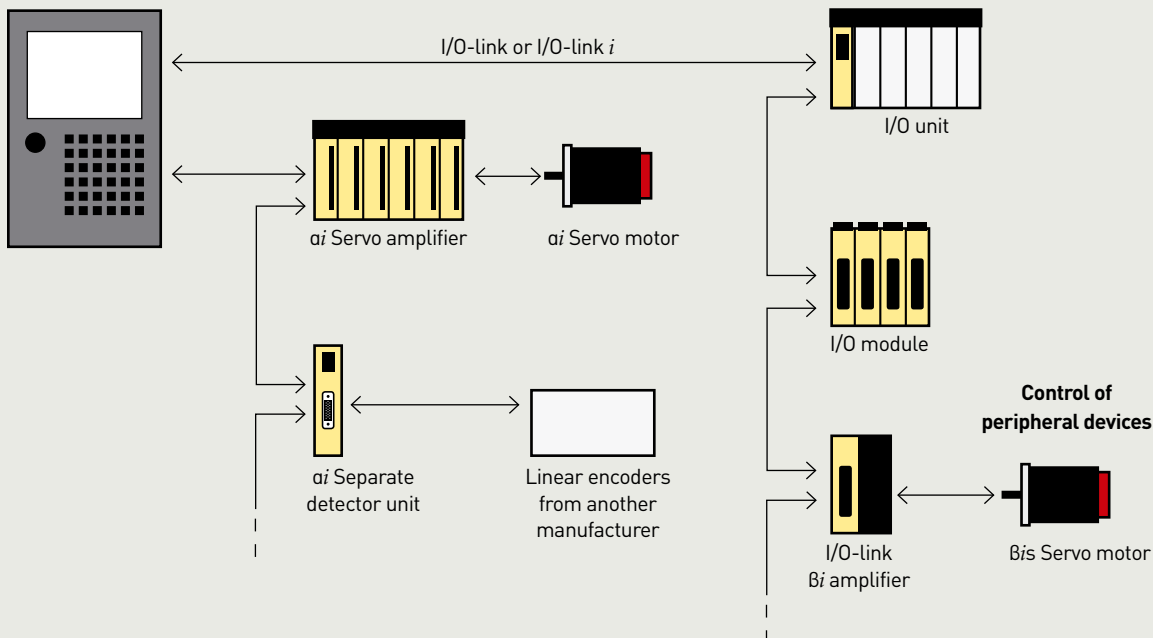 I/O-link or I/O-link i
I/O unit
αi Servo amplifier
αi Servo motor
I/O module
Control of
peripheral devices
αi Separate
detector unit
Linear encoders
from another
manufacturer
I/O-link
βi amplifier
βis Servo motor